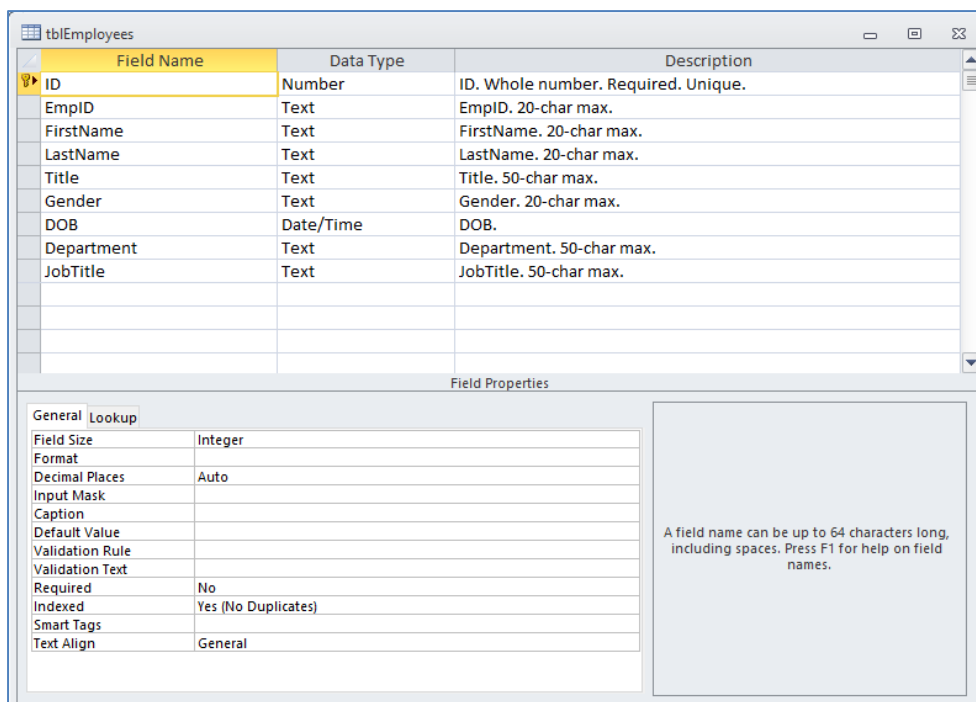 tblEmployees
Field Name Data Type Description
ID Number ID. Whole number. Required. Unique.
EmpID Text EmpID. 20-char max.
FirstName Text FirstName. 20-char max.
LastName Text LastName. 20-char max.
Title Text Title. 50-char max.
Gender Text Gender. 20-char max.
DOB Date/Time DOB.
Department Text Department. 50-char max.
JobTitle Text JobTitle. 50-char max.
Field Properties
General Lookup
Field Size Integer
Format
Decimal Places Auto
Input Mask
Caption
Default Value
Validation Rule
Validation Text
Required No
Indexed Yes (No Duplicates)
Smart Tags
Text Align General
A field name can be up to 64 characters long,
including spaces. Press F1 for help on field
names.